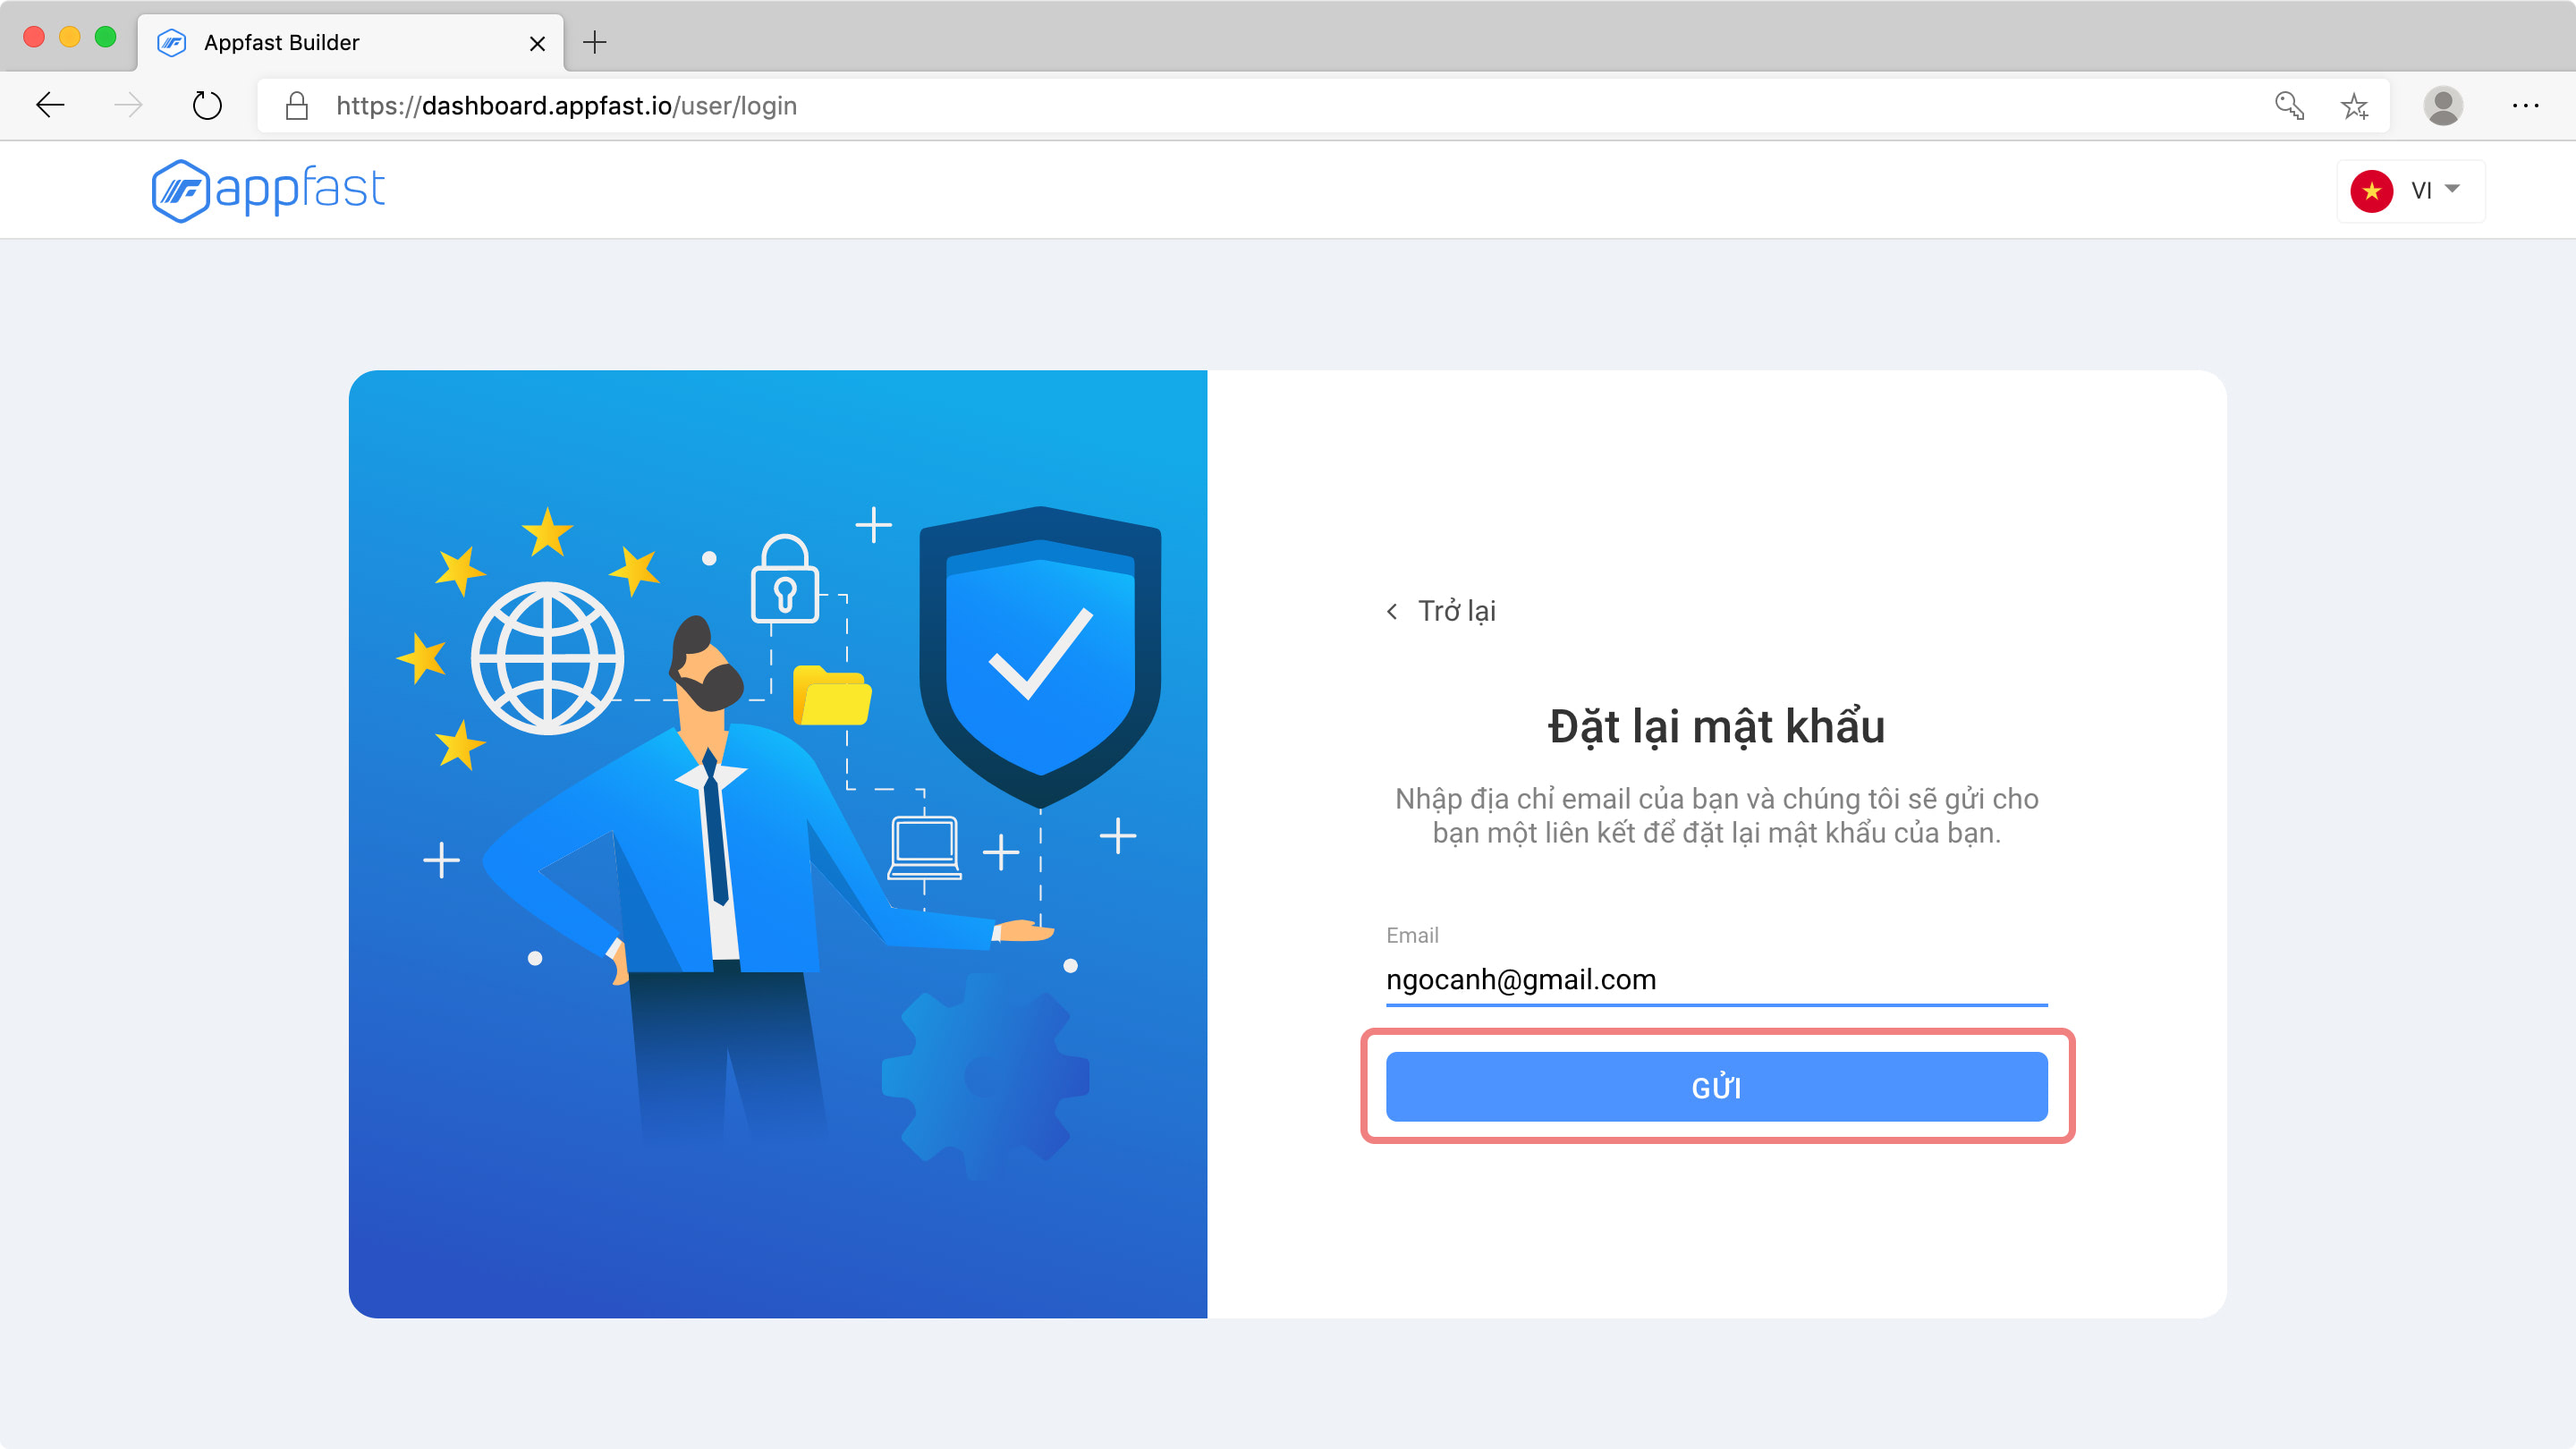 Appfast Builder
https://dashboard.appfast.io/user/login
appfast
VI
Trở lại
Đặt lại mật khẩu
Nhập địa chỉ email của bạn và chúng tôi sẽ gửi cho
bạn một liên kết để đặt lại mật khẩu của bạn.
Email
ngocanh@gmail.com
GỬI